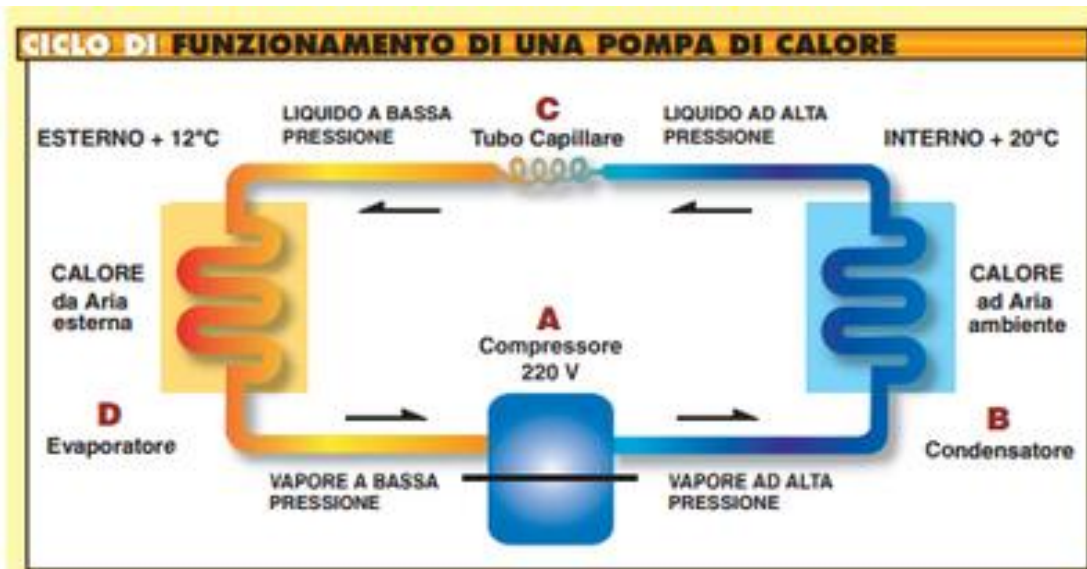 CICLO DI FUNZIONAMENTO DI UNA POMPA DI CALORE
ESTERNO + 12°C
LIQUIDO A BASSA
PRESSIONE
C
Tubo Capillare
LIQUIDO AD ALTA
PRESSIONE
INTERNO + 20°C
CALORE
da Aria
esterna
A
Compressore
220 V
CALORE
ad Aria
ambiente
D
Evaporatore
B
Condensatore
VAPORE A BASSA
PRESSIONE
VAPORE AD ALTA
PRESSIONE